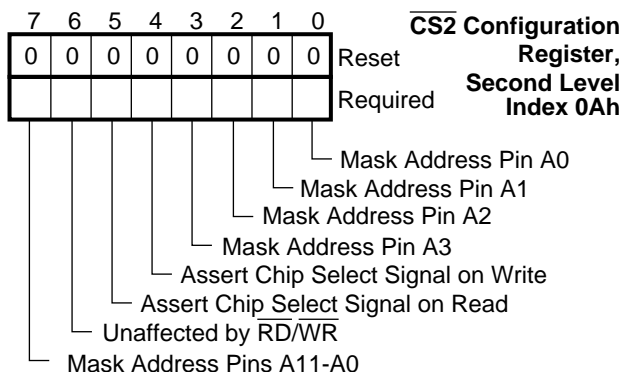 7 6 5 4 3 2 1 0
CS2 Configuration
Register,
Second Level
Index 0Ah
0 0 0 0 0 0 0 0 Reset
Required
Mask Address Pin A0
Mask Address Pin A1
Mask Address Pin A2
Mask Address Pin A3
Assert Chip Select Signal on Write
Assert Chip Select Signal on Read
Unaffected by RD/WR
Mask Address Pins A11-A0